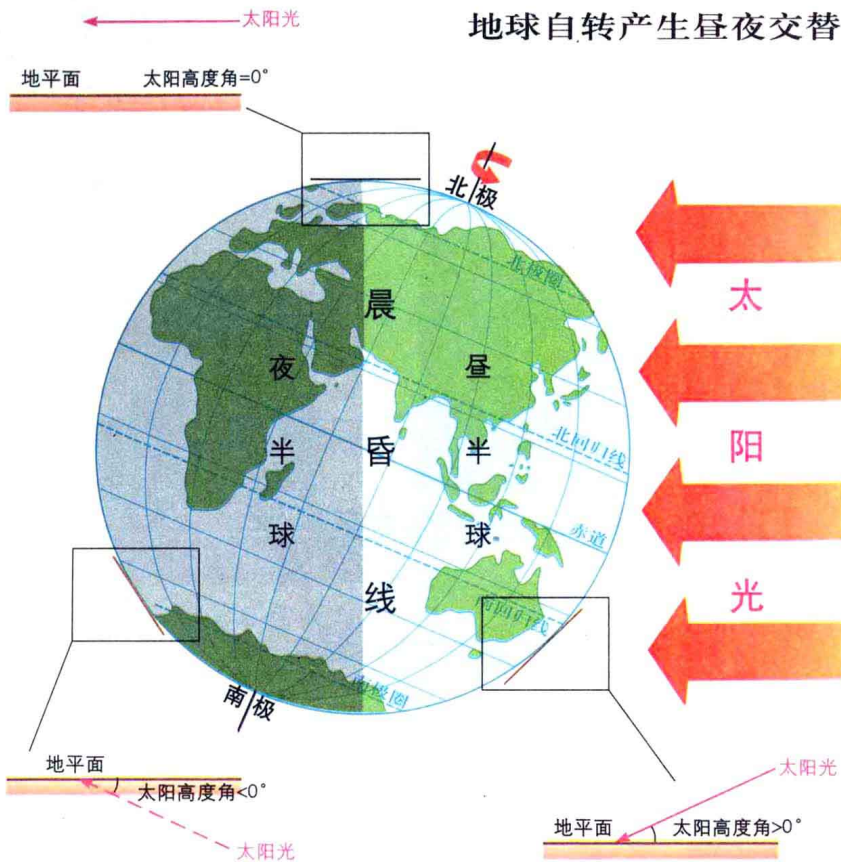 太阳光
地球自转产生昼夜交替
地平面 太阳高度角=0°
北极
北极圈
太阳光
晨昏线
夜半球
昼半球
北回归线
赤道
南回归线
南极圈
南极
地平面
太阳高度角<0°
太阳光
太阳光
地平面 太阳高度角>0°